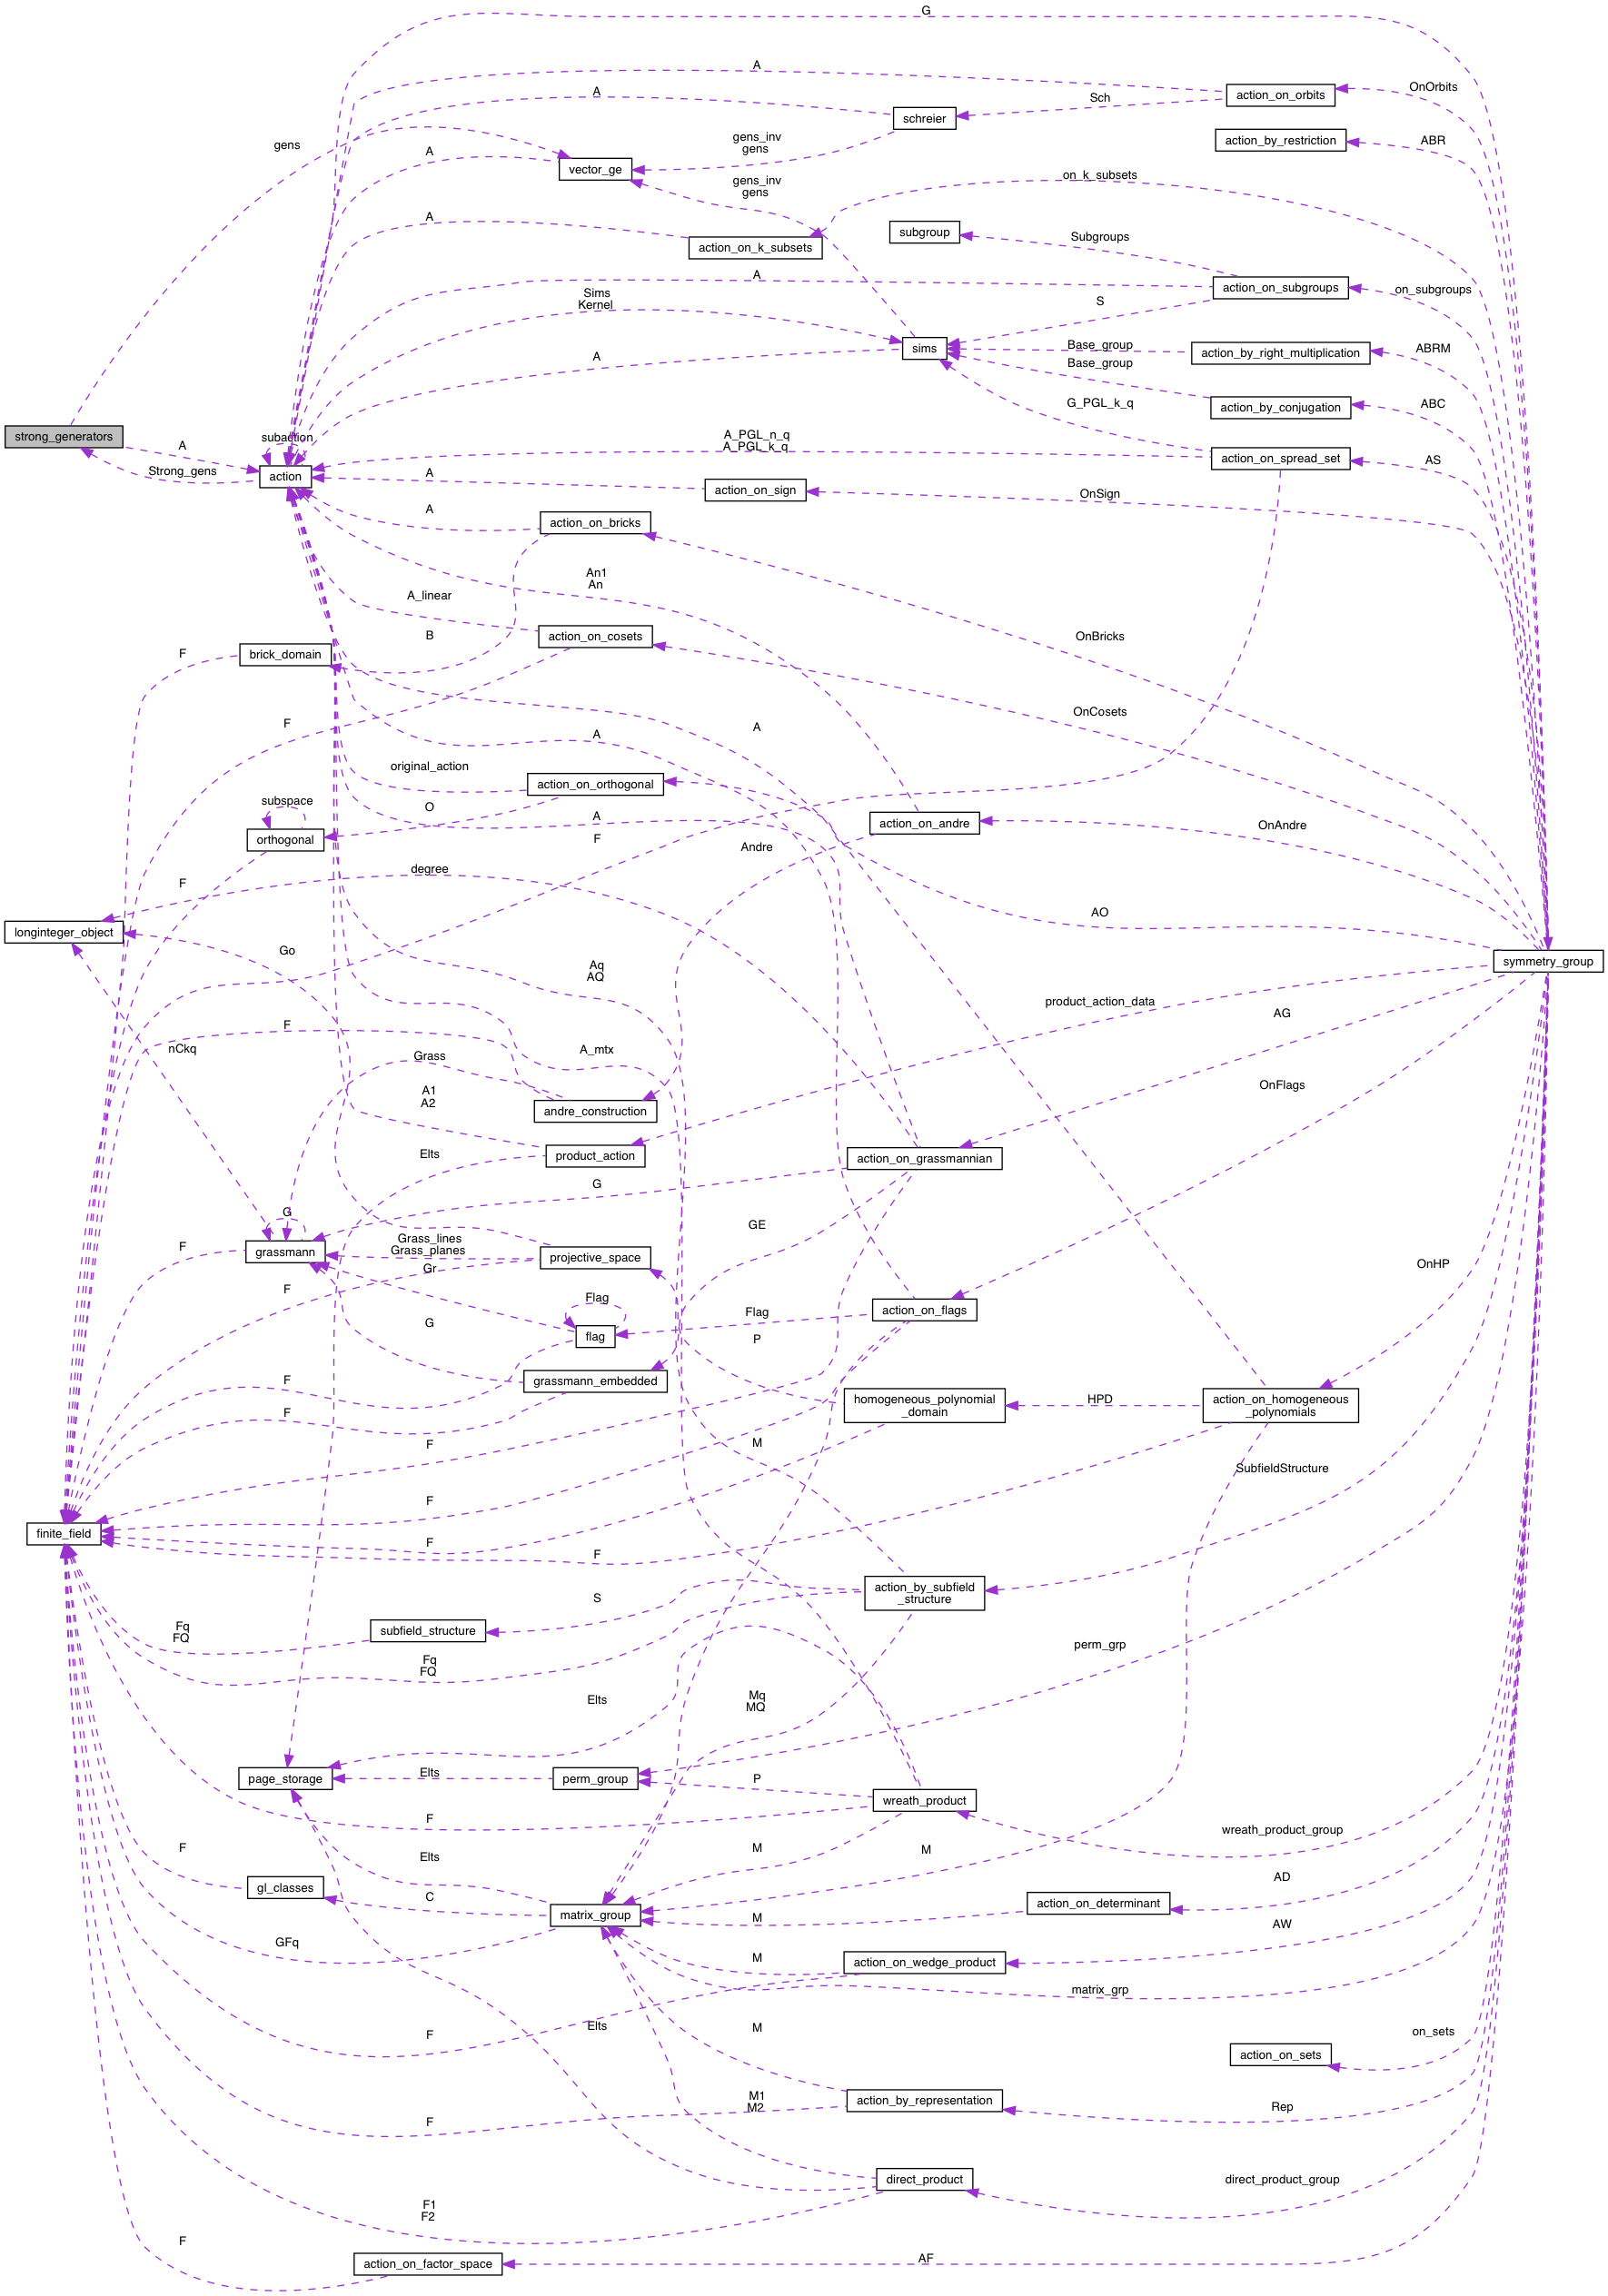 G
A
OnOrbits
action_on_orbits
A
Sch
schreier
ABR
action_by_restriction
gens
gens_inv
gens
A
vector_ge
on_k_subsets
gens_inv
gens
A
subgroup
Subgroups
action_on_k_subsets
A
action_on_subgroups
on_subgroups
Sims
Kernel
S
sims
Base_group
action_by_right_multiplication
ABRM
A
Base_group
G_PGL_k_q
action_by_conjugation
ABC
strong_generators
A
subaction
A_PGL_n_q
A_PGL_k_q
action_on_spread_set
AS
Strong_gens
action
A
action_on_sign
OnSign
A
action_on_bricks
An1
An
A_linear
B
action_on_cosets
OnBricks
F
brick_domain
F
OnCosets
A
A
original_action
action_on_orthogonal
subspace
O
A
action_on_andre
OnAndre
orthogonal
F
Andre
F
degree
longinteger_object
AO
Go
Aq
AQ
symmetry_group
product_action_data
AG
F
nCkq
Grass
A_mtx
A1
A2
andre_construction
OnFlags
Elts
product_action
action_on_grassmannian
G
G
GE
F
grassmann
Grass_lines
Grass_planes
projective_space
Gr
OnHP
F
Flag
Flag
action_on_flags
G
flag
P
F
grassmann_embedded
homogeneous_polynomial
_domain
HPD
action_on_homogeneous
_polynomials
F
F
M
SubfieldStructure
F
finite_field
F
F
action_by_subfield
_structure
S
Fq
FQ
subfield_structure
perm_grp
Fq
FQ
Elts
Mq
MQ
page_storage
Elts
perm_group
P
wreath_product
F
wreath_product_group
F
Elts
M
M
gl_classes
C
matrix_group
M
action_on_determinant
AD
GFq
M
action_on_wedge_product
AW
matrix_grp
F
Elts
M
action_on_sets
on_sets
F
M1
M2
action_by_representation
Rep
direct_product
direct_product_group
F1
F2
F
action_on_factor_space
AF